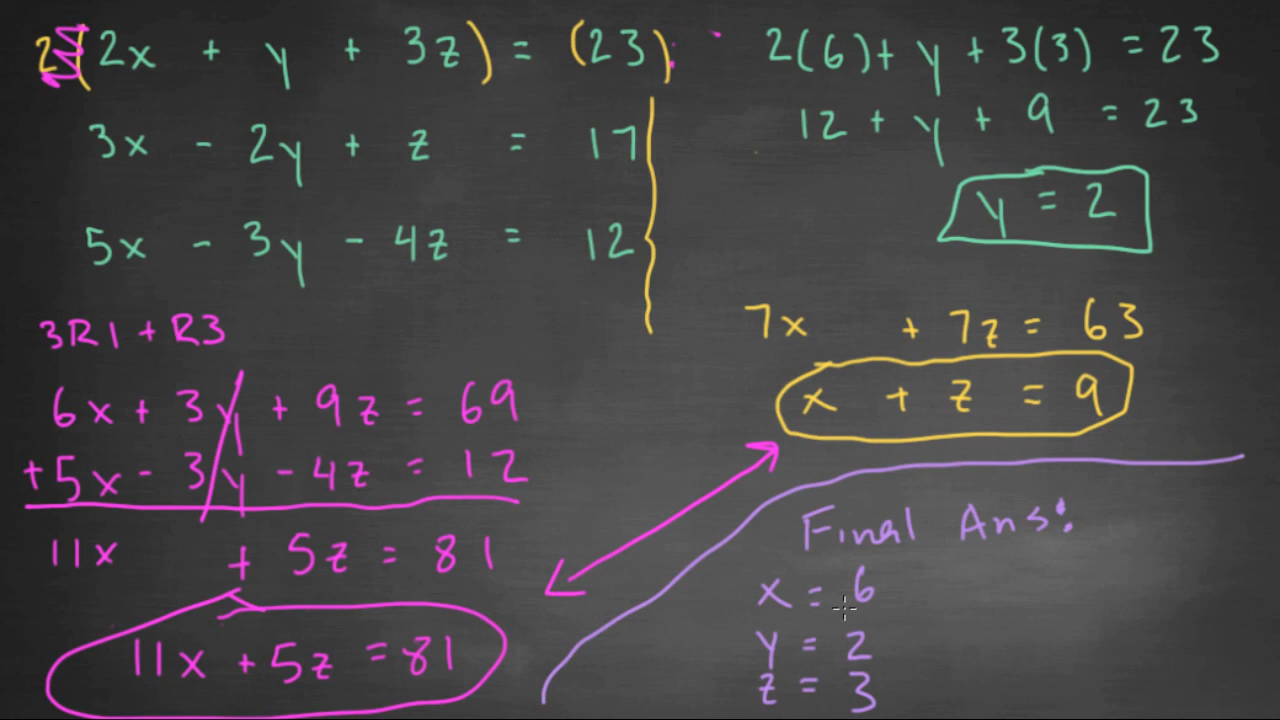 2(2x + y + 3z) = (23)
3x - 2y + z = 17
5x - 3y - 4z = 12
3R1 + R3
6x + 3y + 9z = 69
+5x - 3y - 4z = 12
11x + 5z = 81
11x + 5z = 81
2(6) + y + 3(3) = 23
12 + y + 9 = 23
y = 2
7x + 7z = 63
x + z = 9
Final Ans:
x = 6
y = 2
z = 3